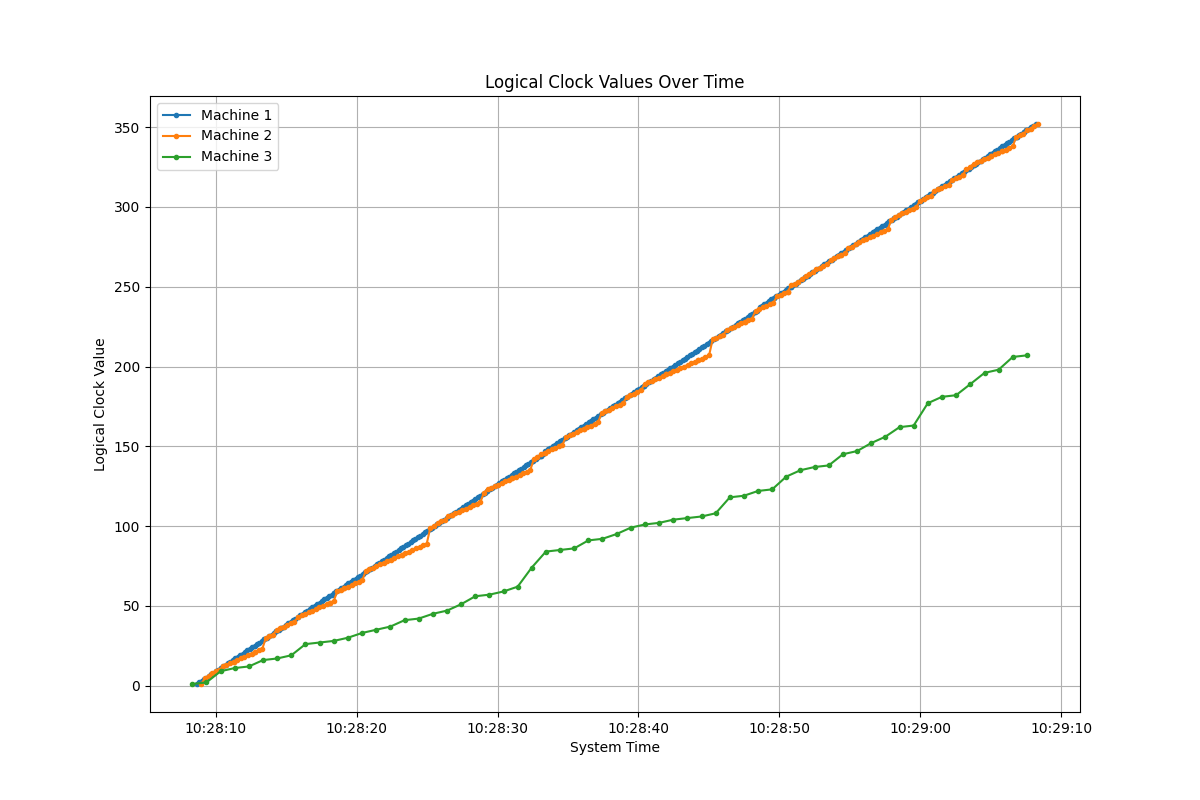 Logical Clock Values Over Time
Machine 1
Machine 2
Machine 3
350
300
250
200
150
100
50
0
Logical Clock Value
10:28:10 10:28:20 10:28:30 10:28:40 10:28:50 10:29:00 10:29:10
System Time